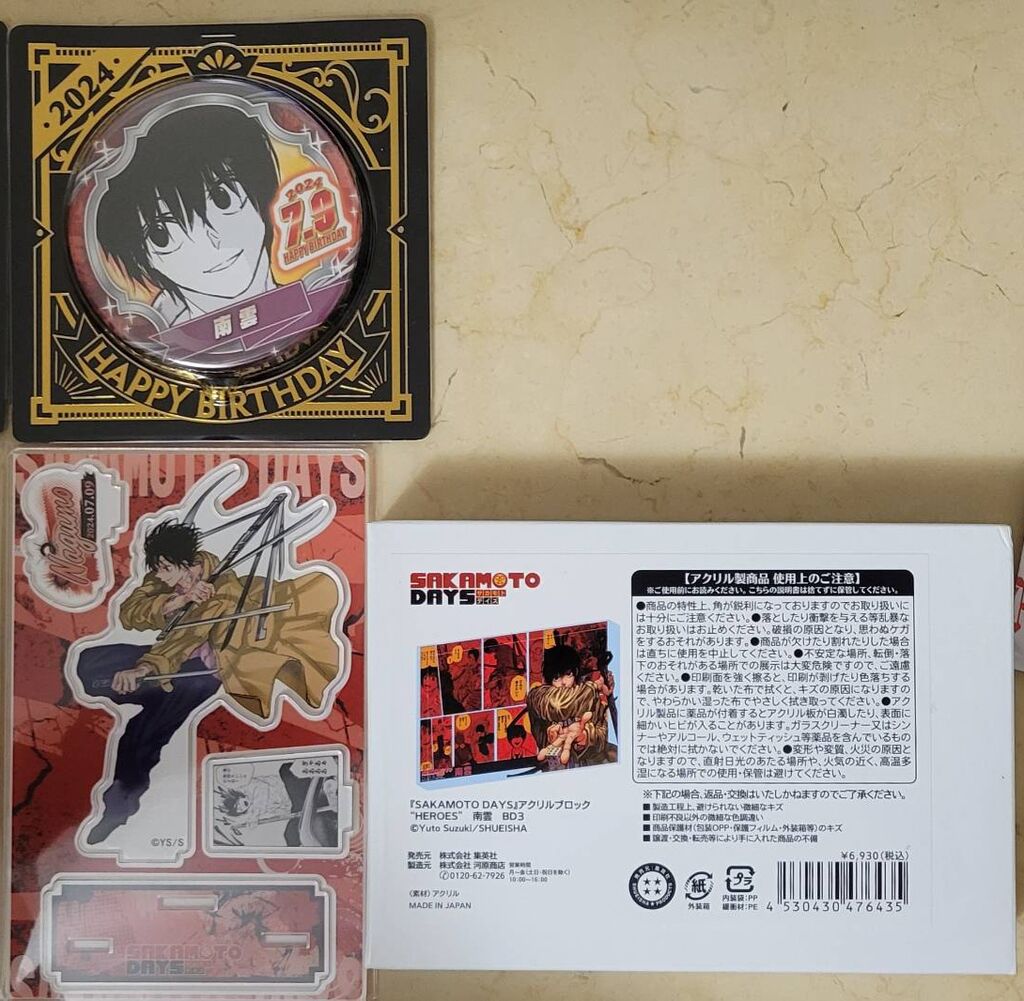 2024
2024
7.9
HAPPY BIRTHDAY
南雲
HAPPY BIRTHDAY
SAKAMOTO DAYS
Nagumo
2024.07.09
©YS/S
SAKAMOTO
DAYS
SAKAMOTO
DAYS サカモトデイズ
南雲
『SAKAMOTO DAYS』アクリルブロック
"HEROES" 南雲 BD3
©Yuto Suzuki/SHUEISHA
発売元 株式会社 集英社
製造元 株式会社 河原商店 営業時間
0120-62-7926 月～金(土日・祝日を除く) 10:00～16:00
<素材>アクリル
MADE IN JAPAN
【アクリル製商品 使用上のご注意】
※ご使用前にお読みください。こちらの説明書は捨てずに保管してください。
●商品の特性上、角が鋭利になっておりますのでお取り扱いに
は十分にご注意ください。●落としたり衝撃を与える等乱暴な
お取り扱いはお止めください。破損の原因となり、思わぬケガ
をするおそれがあります。●商品が欠けたり割れたりした場合
は直ちに使用を中止してください。●不安定な場所、転倒・落
下のおそれがある場所での展示は大変危険ですので、ご遠慮
ください。●印刷面を強く擦ると、印刷が剥げたり色落ちする
場合があります。乾いた布で拭くと、キズの原因になりますの
で、やわらかい湿った布でやさしく拭き取ってください。●ア
クリル製品に薬品が付着するとアクリル板が白濁したり、表面に
細かいヒビが入ることがあります。ガラスクリーナー又はシン
ナーやアルコール、ウェットティッシュ等薬品を含んでいるもの
では絶対に拭かないでください。●変形や変質、火災の原因と
なりますので、直射日光のあたる場所や、火気の近く、高温多
湿になる場所での使用・保管は避けてください。
※下記の場合、返品・交換はいたしかねますのでご了承ください。
■製造工程上、避けられない微細なキズ
■印刷不良以外の微細な色調違い
■商品保護材(包装OPP・保護フィルム・外装箱等)のキズ
■譲渡・交換・転売等により手に入れた商品の不備
¥6,930(税込)
紙
外装箱
プラ
内装袋:PP
緩衝材:PE
4 530430 476435